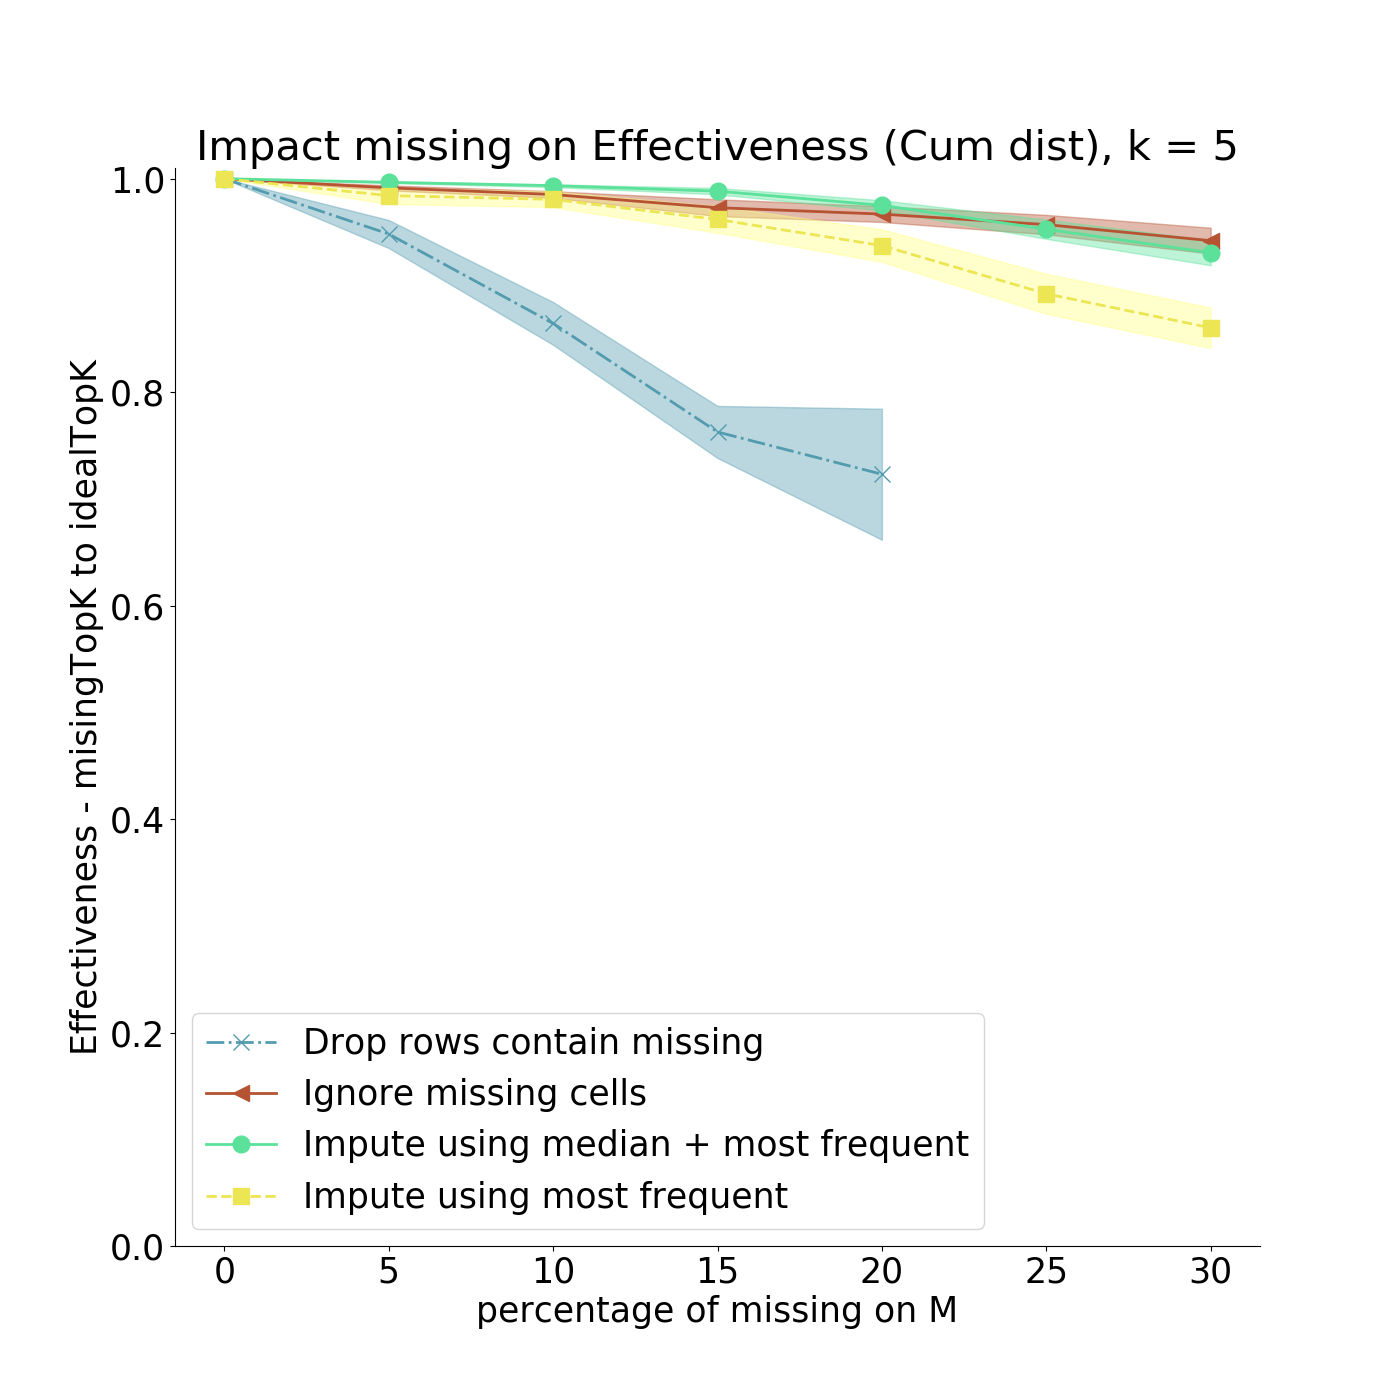 Impact missing on Effectiveness (Cum dist), k = 5
Effectiveness - misingTopK to idealTopK
1.0
0.8
0.6
0.4
0.2
0.0
Drop rows contain missing
Ignore missing cells
Impute using median + most frequent
Impute using most frequent
0 5 10 15 20 25 30
percentage of missing on M